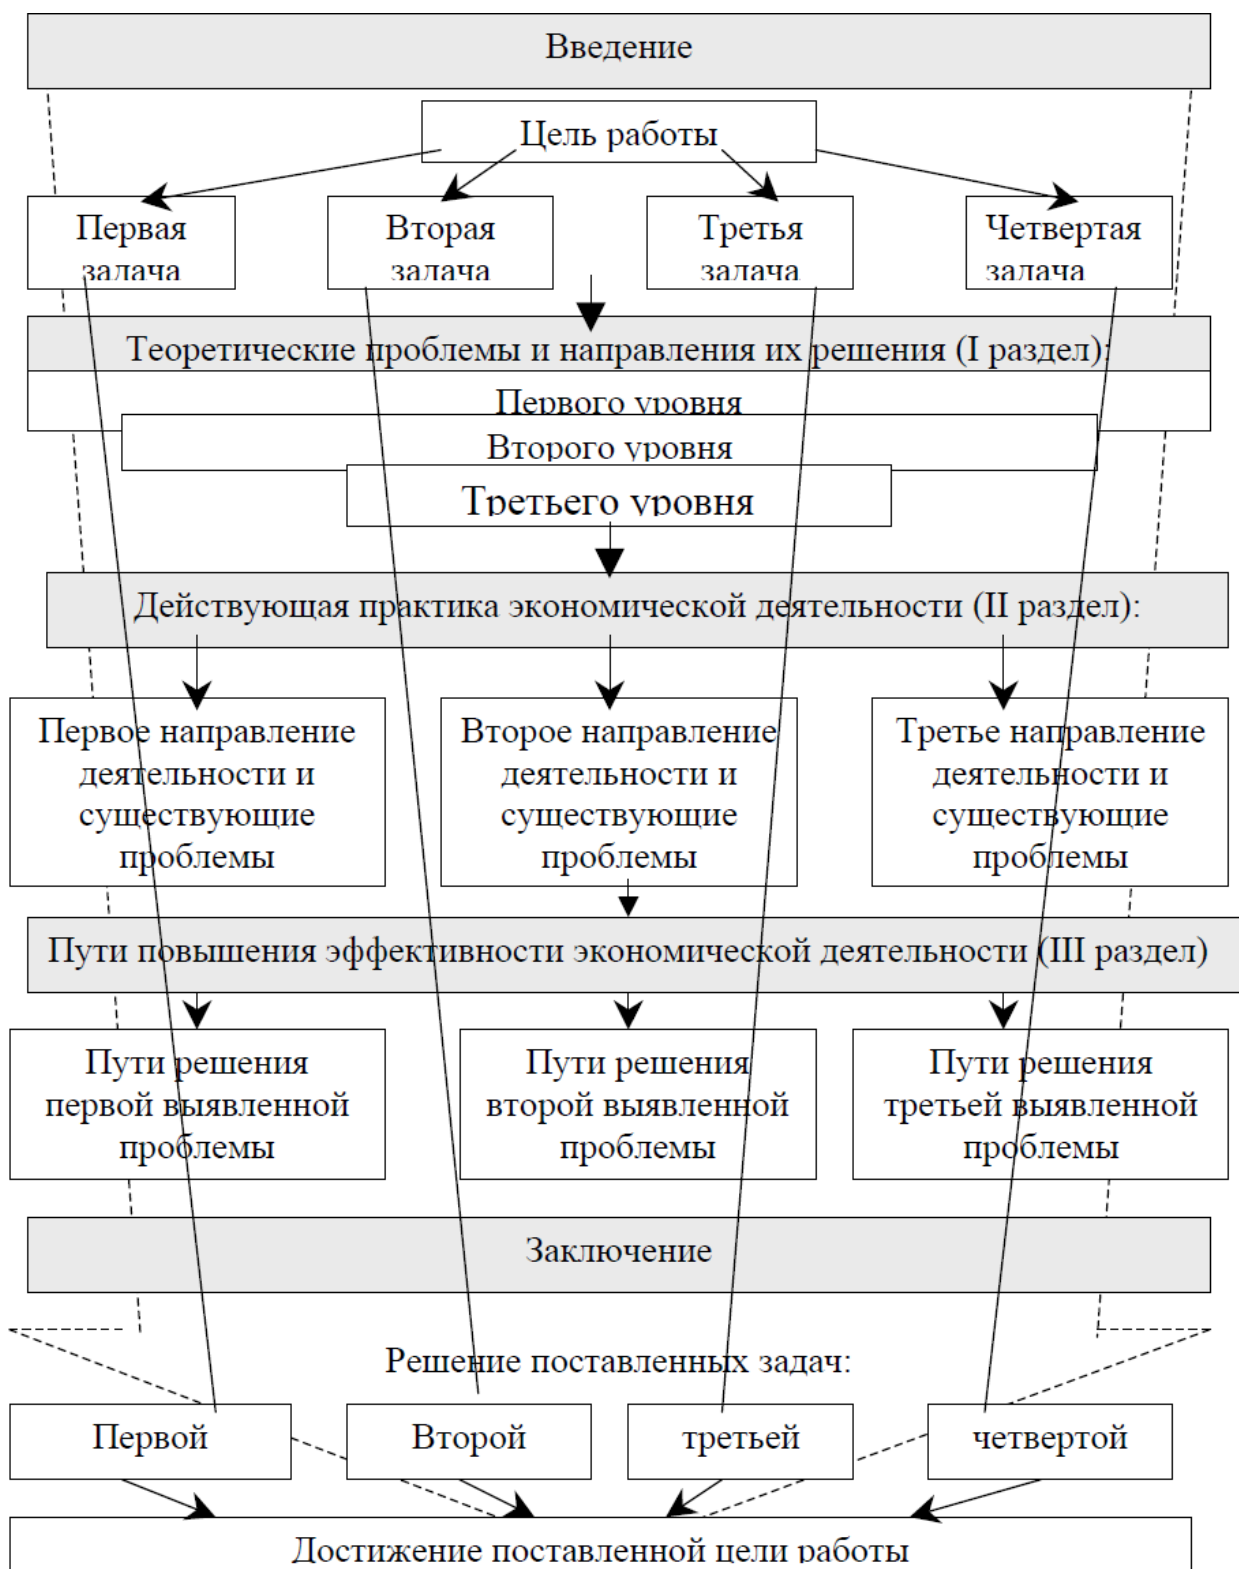 Введение
Цель работы
Первая
задача
Вторая
задача
Третья
задача
Четвертая
задача
Теоретические проблемы и направления их решения (I раздел):
Первого уровня
Второго уровня
Третьего уровня
Действующая практика экономической деятельности (II раздел):
Первое направление
деятельности и
существующие
проблемы
Второе направление
деятельности и
существующие
проблемы
Третье направление
деятельности и
существующие
проблемы
Пути повышения эффективности экономической деятельности (III раздел)
Пути решения
первой выявленной
проблемы
Пути решения
второй выявленной
проблемы
Пути решения
третьей выявленной
проблемы
Заключение
Решение поставленных задач:
Первой
Второй
третьей
четвертой
Достижение поставленной цели работы